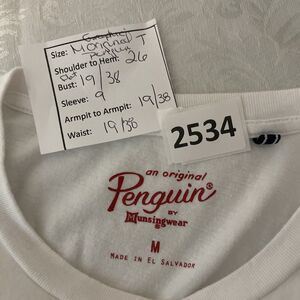 Graphic
Size: M Original T
Penguin
Shoulder to Hem: 26
Bust: 19/38
Sleeve: 9
Armpit to Armpit: 19/38
Waist: 19/38
2534
an original
Penguin®
BY
Munsingwear
M
MADE IN EL SALVADOR